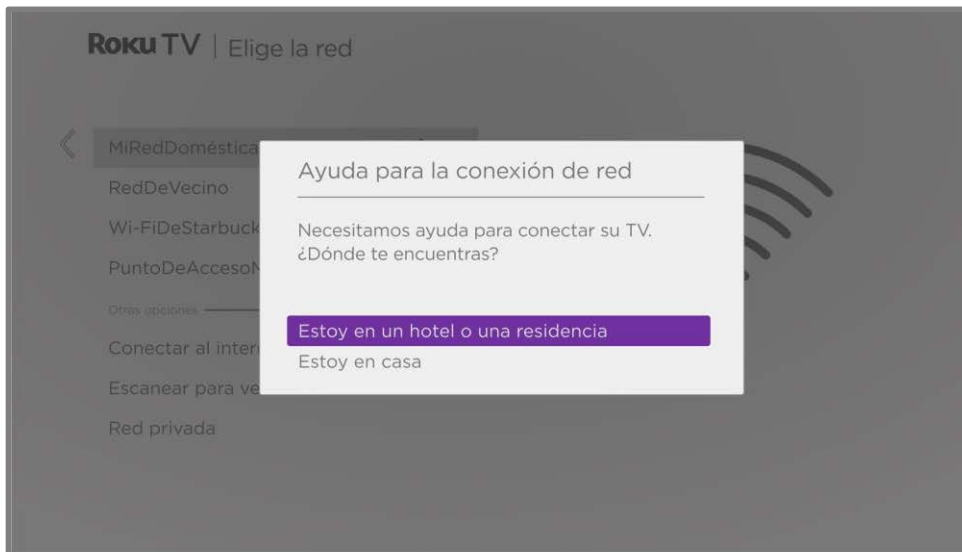 Roku TV | Elige la red
MiRedDoméstica
RedDeVecino
Wi-FiDeStarbuck
PuntoDeAcceso
Otras opciones
Conectar al inter
Escanear para ve
Red privada
Ayuda para la conexión de red
Necesitamos ayuda para conectar su TV.
¿Dónde te encuentras?
Estoy en un hotel o una residencia
Estoy en casa